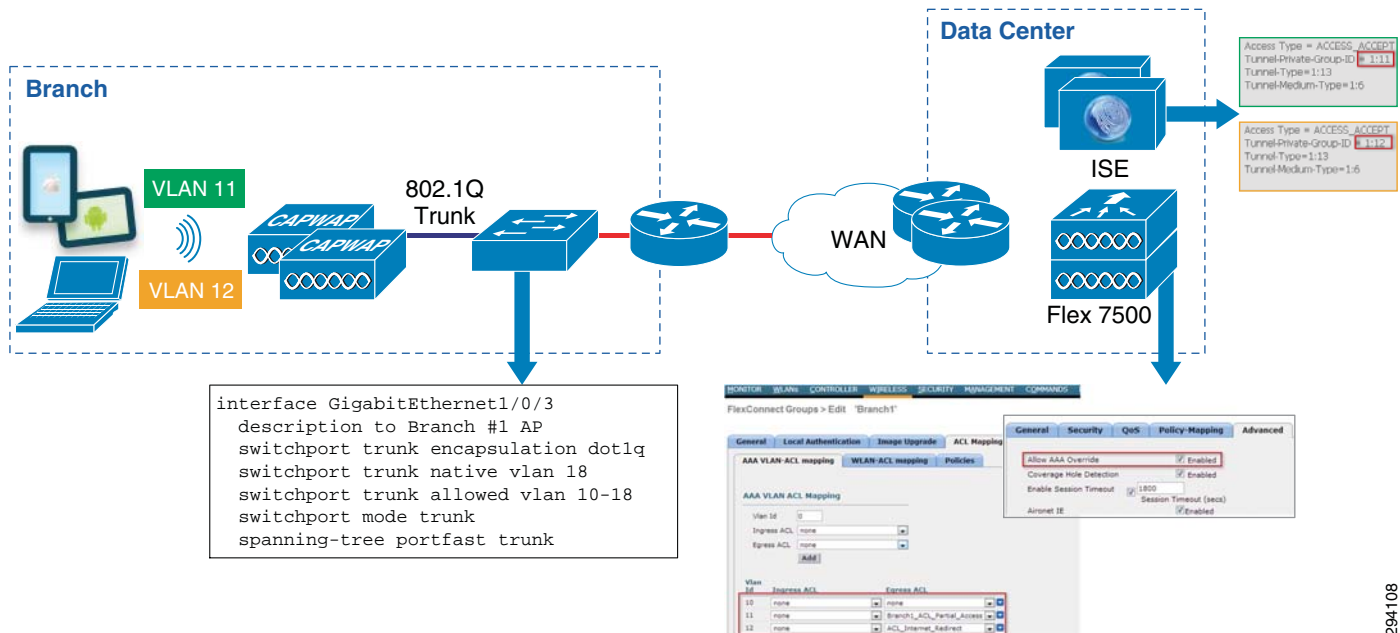 Data Center
Access Type = ACCESS_ACCEPT
Tunnel-Private-Group-ID = 1:11
Tunnel-Type=1:13
Tunnel-Medium-Type=1:6
Branch
Access Type = ACCESS_ACCEPT
Tunnel-Private-Group-ID = 1:12
Tunnel-Type=1:13
Tunnel-Medium-Type=1:6
ISE
VLAN 11
802.1Q
Trunk
CAPWAP
CAPWAP
WAN
VLAN 12
Flex 7500
interface GigabitEthernet1/0/3
description to Branch #1 AP
switchport trunk encapsulation dot1q
switchport trunk native vlan 18
switchport trunk allowed vlan 10-18
switchport mode trunk
spanning-tree portfast trunk
MONITOR WLANs CONTROLLER WIRELESS SECURITY MANAGEMENT COMMANDS
FlexConnect Groups > Edit 'Branch1'
General Local Authentication Image Upgrade ACL Mapping
AAA VLAN-ACL mapping WLAN-ACL mapping Policies
AAA VLAN ACL Mapping
Vlan Id 0
Ingress ACL none
Egress ACL none
Add
Vlan Id Ingress ACL Egress ACL
10 none none
11 none Branch1_ACL_Partial_Access
12 none ACL_Internet_Redirect
General Security QoS Policy-Mapping Advanced
Allow AAA Override Enabled
Coverage Hole Detection Enabled
Enable Session Timeout 1800
Session Timeout (secs)
Aironet IE Enabled
294108